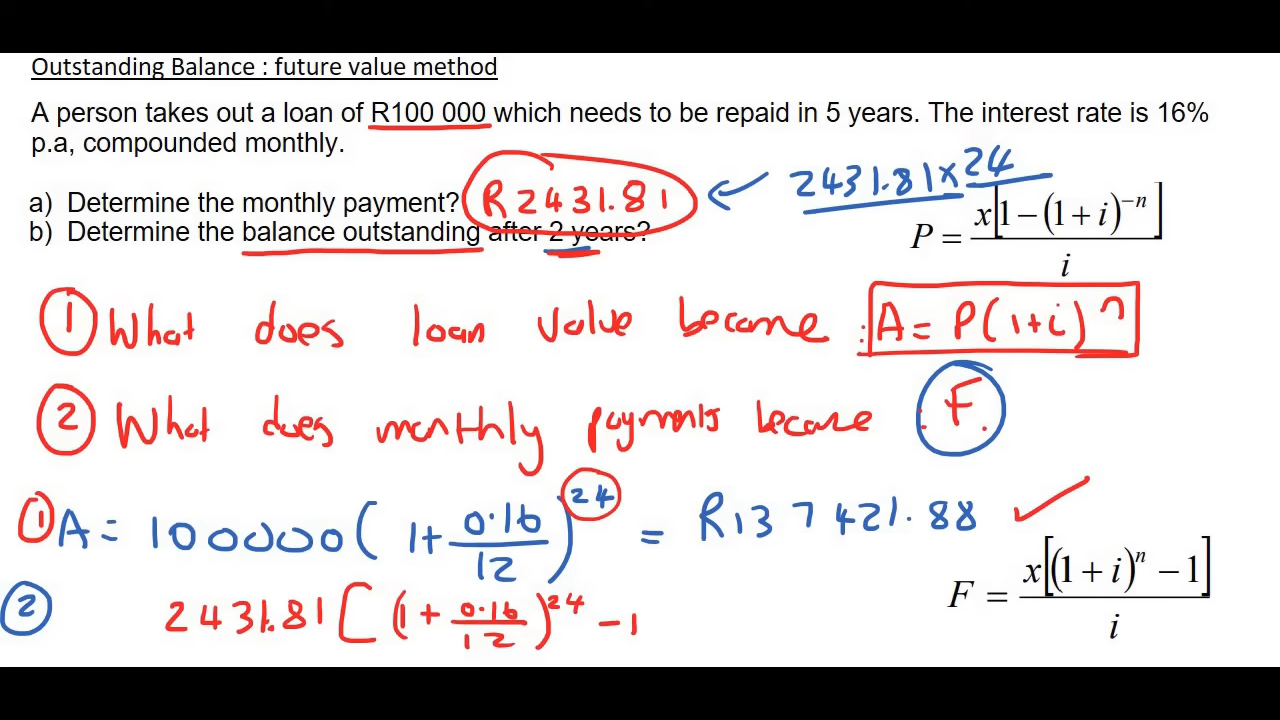 Outstanding Balance : future value method
A person takes out a loan of R100 000 which needs to be repaid in 5 years. The interest rate is 16%
p.a, compounded monthly.
2431.81×24
a) Determine the monthly payment? R2431.81
b) Determine the balance outstanding after 2 years?
P = x[1 − (1 + i)⁻ⁿ] / i
① What does loan value become : A = P(1+i)ⁿ
② What does monthly payments become : F.
① A = 100000(1 + 0.16/12)²⁴ = R137421.88
F = x[(1 + i)ⁿ − 1] / i
② 2431.81[(1 + 0.16/12)²⁴ − 1